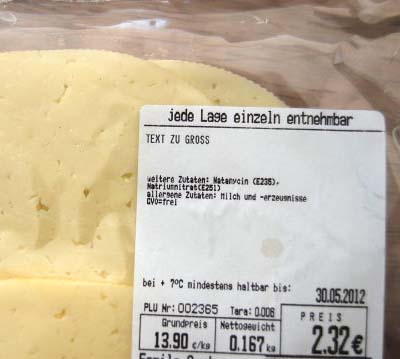 jede Lage einzeln entnehmbar
TEXT ZU GROSS
weitere Zutaten: Natamycin (E235),
Natriumnitrat(E251)
allergene Zutaten: Milch und -erzeugnisse
GVO=frei
bei + 7°C mindestens haltbar bis:
30.05.2012
PLU Nr: 002365 Tara: 0.006
Grundpreis Nettogewicht PREIS
13.90 €/kg 0.167 kg 2.32 €